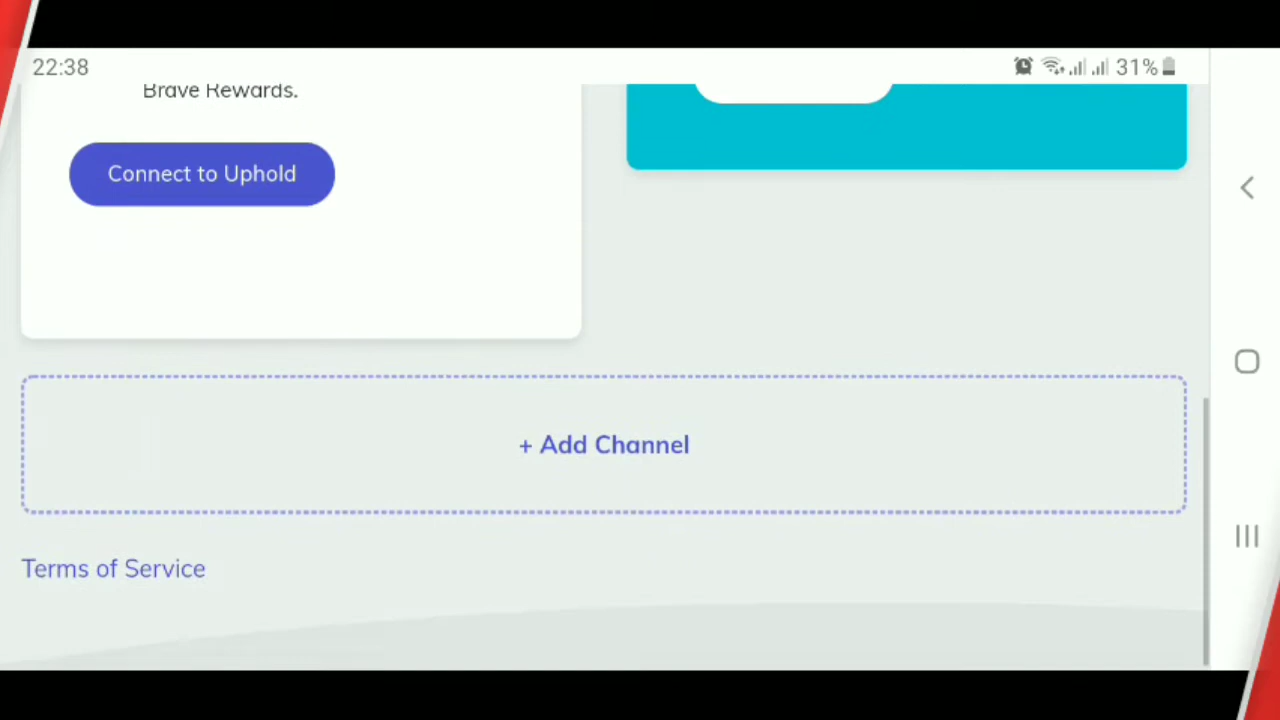 22:38
31%
Brave Rewards.
Connect to Uphold
+ Add Channel
Terms of Service